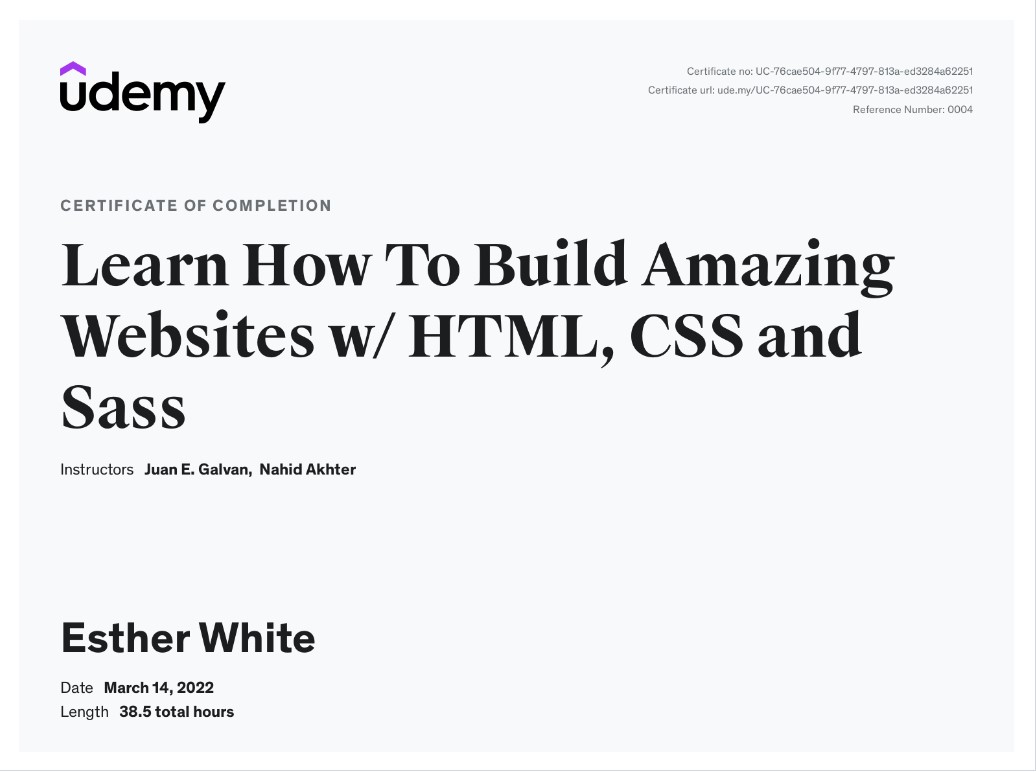 udemy
Certificate no: UC-76cae504-9f77-4797-813a-ed3284a62251
Certificate url: ude.my/UC-76cae504-9f77-4797-813a-ed3284a62251
Reference Number: 0004
CERTIFICATE OF COMPLETION
Learn How To Build Amazing
Websites w/ HTML, CSS and
Sass
Instructors Juan E. Galvan, Nahid Akhter
Esther White
Date March 14, 2022
Length 38.5 total hours